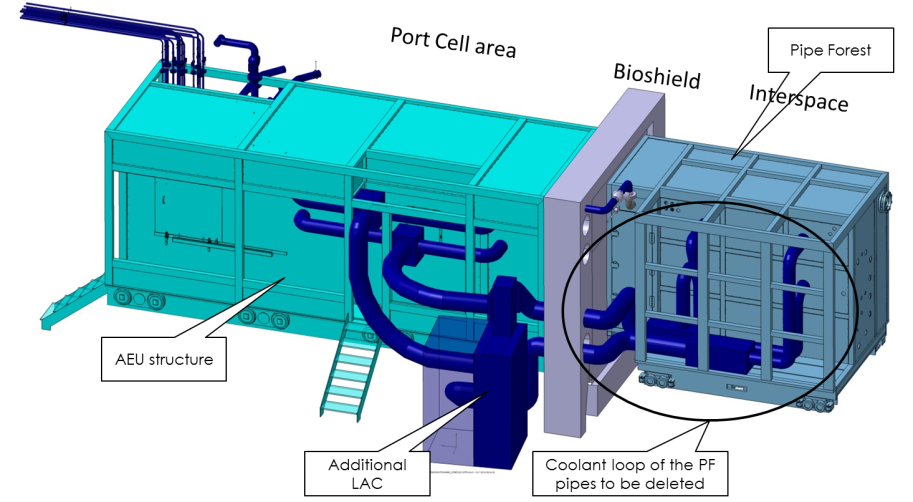 Port Cell area
Bioshield
Pipe Forest
Interspace
AEU structure
Additional
LAC
Coolant loop of the PF
pipes to be deleted